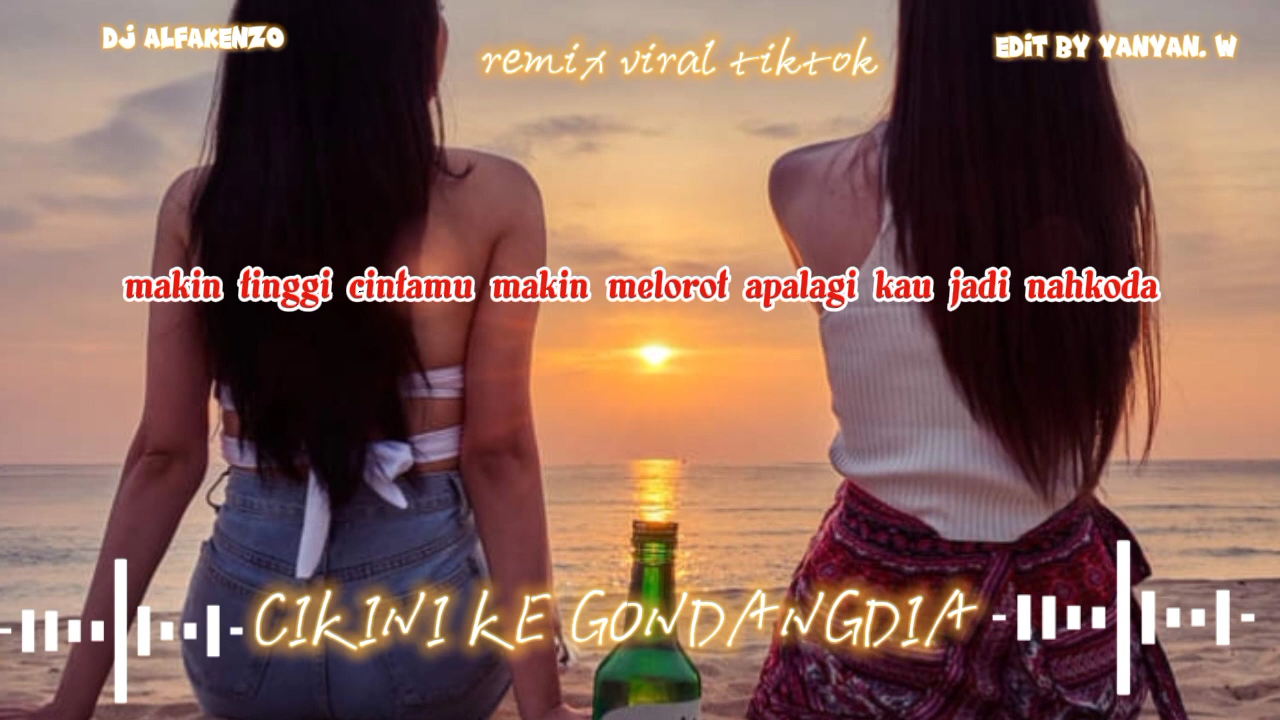 DJ ALFAKENZO
remix viral tiktok
EDIT BY YANYAN. W
makin tinggi cintamu makin melorot apalagi kau jadi nahkoda
CIKINI KE GONDANGDIA